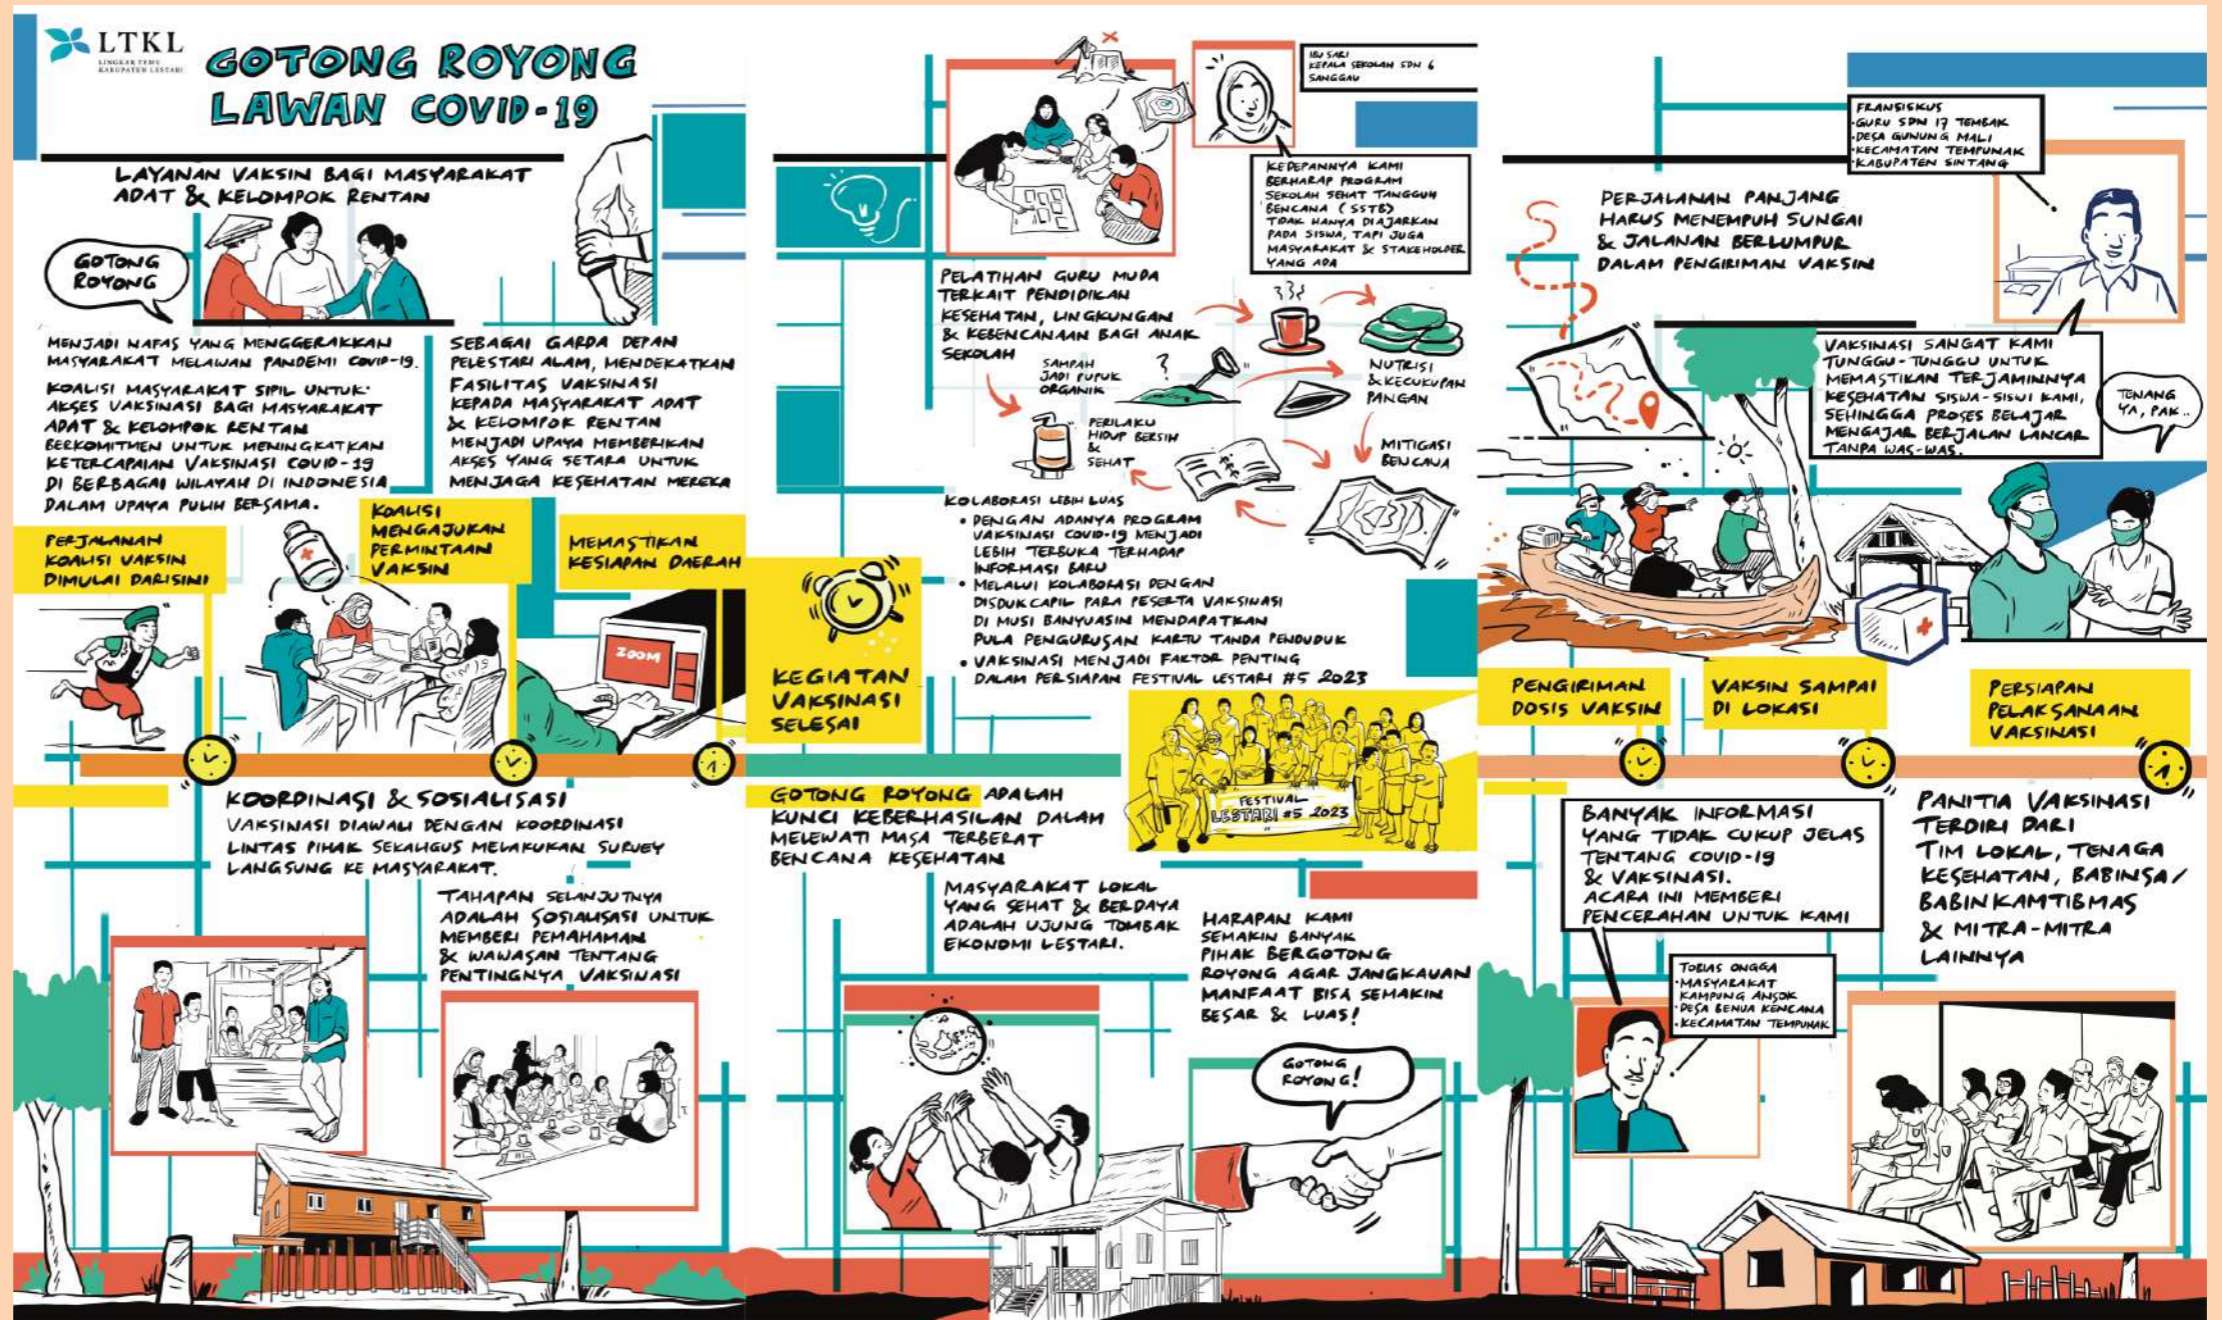 LTKL
LINGKAR TEMU
KABUPATEN LESTARI
GOTONG ROYONG
LAWAN COVID-19
LAYANAN VAKSIN BAGI MASYARAKAT
ADAT & KELOMPOK RENTAN
GOTONG
ROYONG
MENJADI NAFAS YANG MENGGERAKKAN
MASYARAKAT MELAWAN PANDEMI COVID-19.
KOALISI MASYARAKAT SIPIL UNTUK
AKSES VAKSINASI BAGI MASYARAKAT
ADAT & KELOMPOK RENTAN
BERKOMITMEN UNTUK MENINGKATKAN
KETERCAPAIAN VAKSINASI COVID-19
DI BERBAGAI WILAYAH DI INDONESIA
DALAM UPAYA PULIH BERSAMA.
SEBAGAI GARDA DEPAN
PELESTARI ALAM, MENDEKATKAN
FASILITAS VAKSINASI
KEPADA MASYARAKAT ADAT
& KELOMPOK RENTAN
MENJADI UPAYA MEMBERIKAN
AKSES YANG SETARA UNTUK
MENJAGA KESEHATAN MEREKA
PERJALANAN
KOALISI VAKSIN
DIMULAI DARISINI
KOALISI
MENGAJUKAN
PERMINTAAN
VAKSIN
MEMASTIKAN
KESIAPAN DAERAH
ZOOM
KOORDINASI & SOSIALISASI
VAKSINASI DIAWALI DENGAN KOORDINASI
LINTAS PIHAK SEKALIGUS MELAKUKAN SURVEY
LANGSUNG KE MASYARAKAT.
TAHAPAN SELANJUTNYA
ADALAH SOSIALISASI UNTUK
MEMBERI PEMAHAMAN
& WAWASAN TENTANG
PENTINGNYA VAKSINASI
IBU SARI
KEPALA SEKOLAH SDN 6
SANGGAU
KEDEPANNYA KAMI
BERHARAP PROGRAM
SEKOLAH SEHAT TANGGUH
BENCANA (SSTB)
TIDAK HANYA DIAJARKAN
PADA SISWA, TAPI JUGA
MASYARAKAT & STAKEHOLDER
YANG ADA
PELATIHAN GURU MUDA
TERKAIT PENDIDIKAN
KESEHATAN, LINGKUNGAN
& KEBENCANAAN BAGI ANAK
SEKOLAH
SAMPAH
JADI PUPUK
ORGANIK
?
NUTRISI
& KECUKUPAN
PANGAN
PERILAKU
HIDUP BERSIH
&
SEHAT
MITIGASI
BENCANA
KOLABORASI LEBIH LUAS
• DENGAN ADANYA PROGRAM
VAKSINASI COVID-19 MENJADI
LEBIH TERBUKA TERHADAP
INFORMASI BARU
• MELALUI KOLABORASI DENGAN
DISDUKCAPIL PARA PESERTA VAKSINASI
DI MUSI BANYUASIN MENDAPATKAN
PULA PENGURUSAN KARTU TANDA PENDUDUK
• VAKSINASI MENJADI FAKTOR PENTING
DALAM PERSIAPAN FESTIVAL LESTARI #5 2023
KEGIATAN
VAKSINASI
SELESAI
FESTIVAL
LESTARI #5 2023
GOTONG ROYONG ADALAH
KUNCI KEBERHASILAN DALAM
MELEWATI MASA TERBERAT
BENCANA KESEHATAN
MASYARAKAT LOKAL
YANG SEHAT & BERDAYA
ADALAH UJUNG TOMBAK
EKONOMI LESTARI.
HARAPAN KAMI
SEMAKIN BANYAK
PIHAK BERGOTONG
ROYONG AGAR JANGKAUAN
MANFAAT BISA SEMAKIN
BESAR & LUAS!
GOTONG
ROYONG!
FRANSISKUS
•GURU SDN 17 TEMBAK
•DESA GUNUNG MALI
•KECAMATAN TEMPUNAK
•KABUPATEN SINTANG
PERJALANAN PANJANG
HARUS MENEMPUH SUNGAI
& JALANAN BERLUMPUR
DALAM PENGIRIMAN VAKSIN
VAKSINASI SANGAT KAMI
TUNGGU-TUNGGU UNTUK
MEMASTIKAN TERJAMINNYA
KESEHATAN SISWA-SISWI KAMI,
SEHINGGA PROSES BELAJAR
MENGAJAR BERJALAN LANCAR
TANPA WAS-WAS.
TENANG
YA, PAK..
PENGIRIMAN
DOSIS VAKSIN
VAKSIN SAMPAI
DI LOKASI
PERSIAPAN
PELAKSANAAN
VAKSINASI
BANYAK INFORMASI
YANG TIDAK CUKUP JELAS
TENTANG COVID-19
& VAKSINASI.
ACARA INI MEMBERI
PENCERAHAN UNTUK KAMI
TOBIAS ONGGA
•MASYARAKAT
KAMPUNG ANSOK
•DESA BENUA KENCANA
•KECAMATAN TEMPUNAK
PANITIA VAKSINASI
TERDIRI DARI
TIM LOKAL, TENAGA
KESEHATAN, BABINSA/
BABINKAMTIBMAS
& MITRA-MITRA
LAINNYA